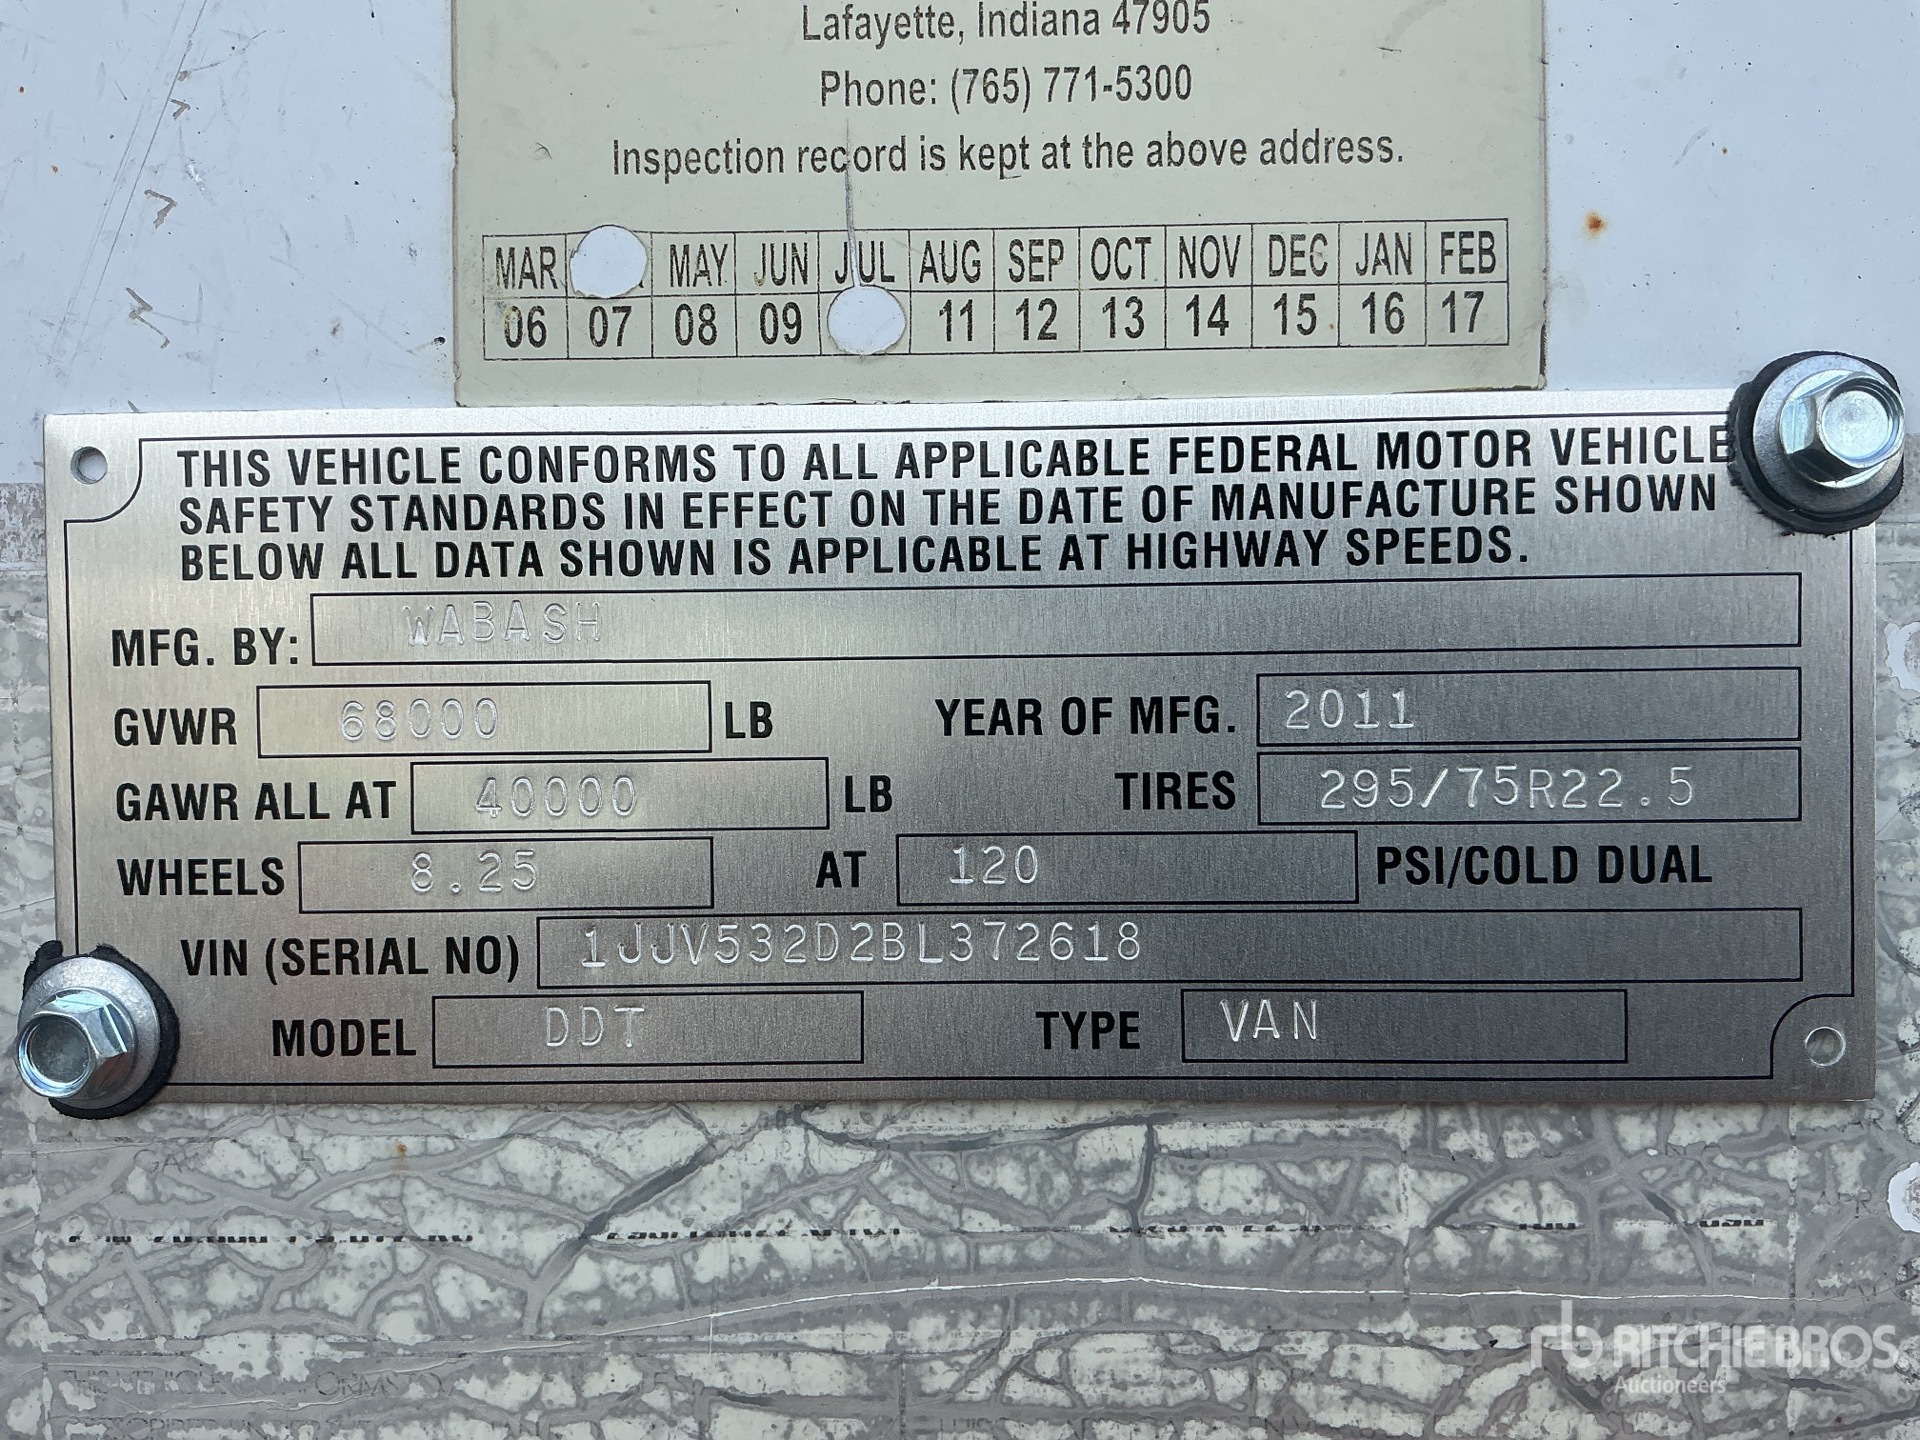 Lafayette, Indiana 47905
Phone: (765) 771-5300
Inspection record is kept at the above address.
MAR MAY JUN JUL AUG SEP OCT NOV DEC JAN FEB
06 07 08 09 11 12 13 14 15 16 17
THIS VEHICLE CONFORMS TO ALL APPLICABLE FEDERAL MOTOR VEHICLE
SAFETY STANDARDS IN EFFECT ON THE DATE OF MANUFACTURE SHOWN
BELOW ALL DATA SHOWN IS APPLICABLE AT HIGHWAY SPEEDS.
MFG. BY: WABASH
GVWR 68000 LB YEAR OF MFG. 2011
GAWR ALL AT 40000 LB TIRES 295/75R22.5
WHEELS 8.25 AT 120 PSI/COLD DUAL
VIN (SERIAL NO) 1JJV532D2BL372618
MODEL DDT TYPE VAN
rb RITCHIE BROS
Auctioneers